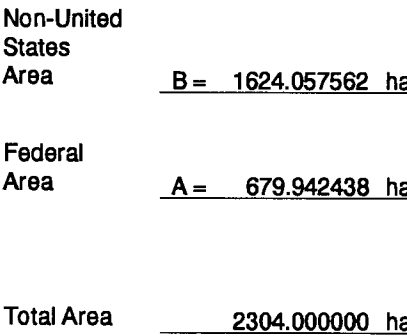 Non-United
States
Area B = 1624.057562 ha
Federal
Area A = 679.942438 ha
Total Area 2304.000000 ha